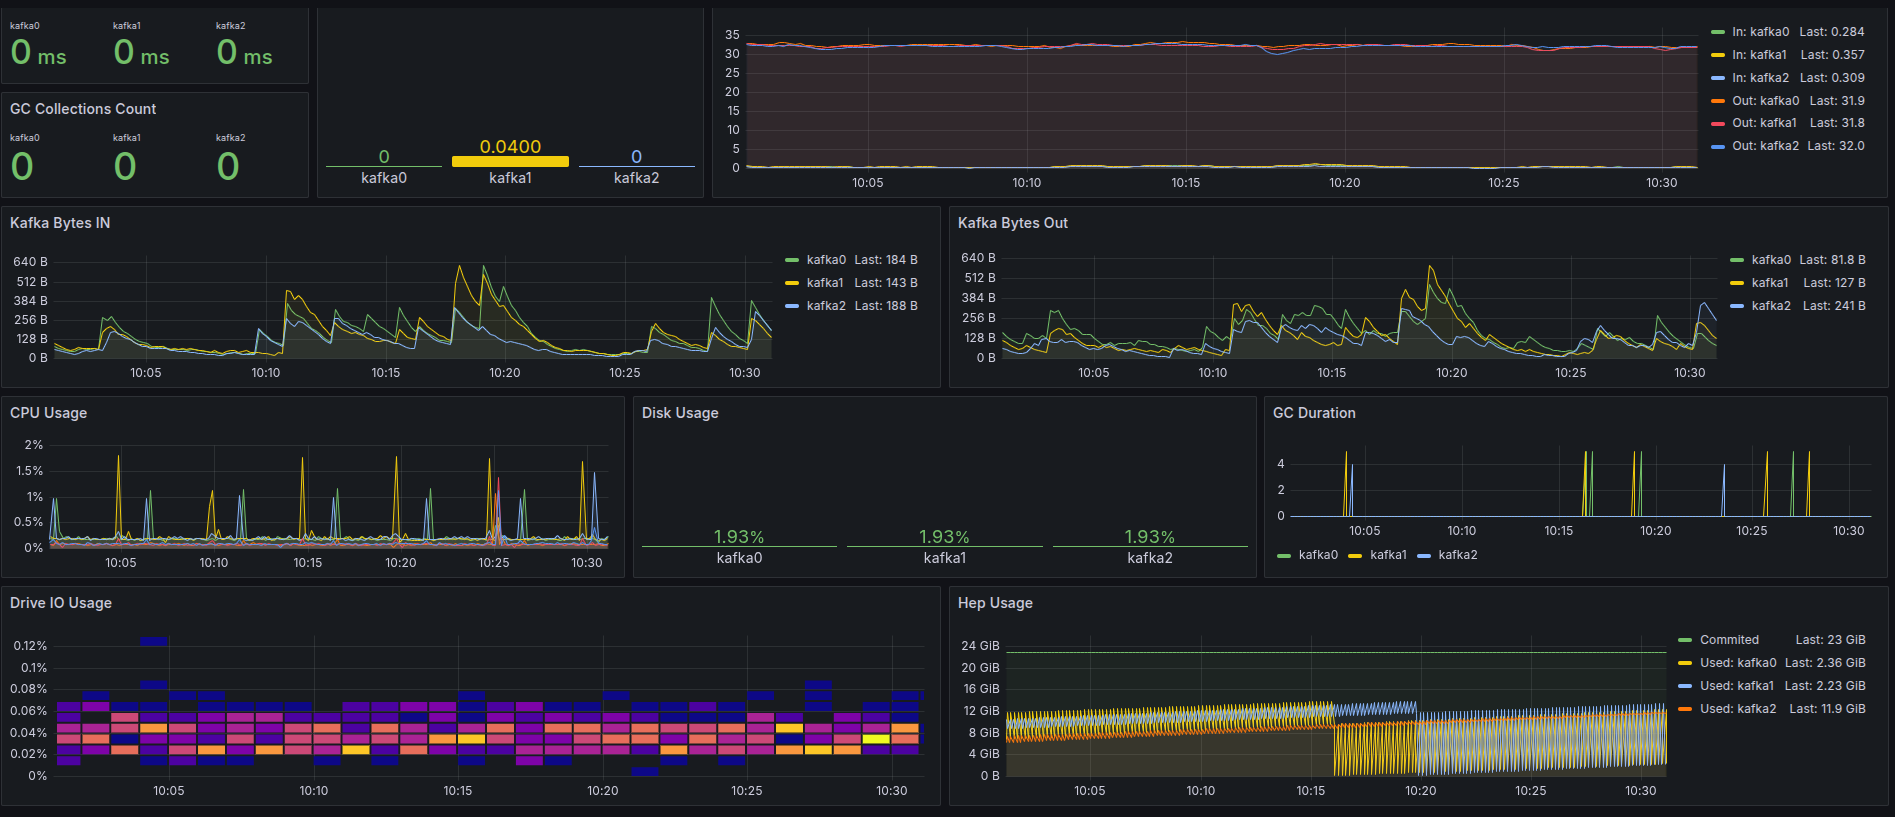 kafka0 kafka1 kafka2
0 ms 0 ms 0 ms
GC Collections Count
kafka0 kafka1 kafka2
0 0 0
0 0.0400 0
kafka0 kafka1 kafka2
35
30
25
20
15
10
5
0
10:05 10:10 10:15 10:20 10:25 10:30
In: kafka0 Last: 0.284
In: kafka1 Last: 0.357
In: kafka2 Last: 0.309
Out: kafka0 Last: 31.9
Out: kafka1 Last: 31.8
Out: kafka2 Last: 32.0
Kafka Bytes IN
640 B
512 B
384 B
256 B
128 B
0 B
10:05 10:10 10:15 10:20 10:25 10:30
kafka0 Last: 184 B
kafka1 Last: 143 B
kafka2 Last: 188 B
Kafka Bytes Out
640 B
512 B
384 B
256 B
128 B
0 B
10:05 10:10 10:15 10:20 10:25 10:30
kafka0 Last: 81.8 B
kafka1 Last: 127 B
kafka2 Last: 241 B
CPU Usage
2%
1.5%
1%
0.5%
0%
10:05 10:10 10:15 10:20 10:25 10:30
Disk Usage
1.93% 1.93% 1.93%
kafka0 kafka1 kafka2
GC Duration
4
2
0
10:05 10:10 10:15 10:20 10:25 10:30
kafka0 kafka1 kafka2
Drive IO Usage
0.12%
0.1%
0.08%
0.06%
0.04%
0.02%
0%
10:05 10:10 10:15 10:20 10:25 10:30
Hep Usage
24 GiB
20 GiB
16 GiB
12 GiB
8 GiB
4 GiB
0 B
10:05 10:10 10:15 10:20 10:25 10:30
Commited Last: 23 GiB
Used: kafka0 Last: 2.36 GiB
Used: kafka1 Last: 2.23 GiB
Used: kafka2 Last: 11.9 GiB